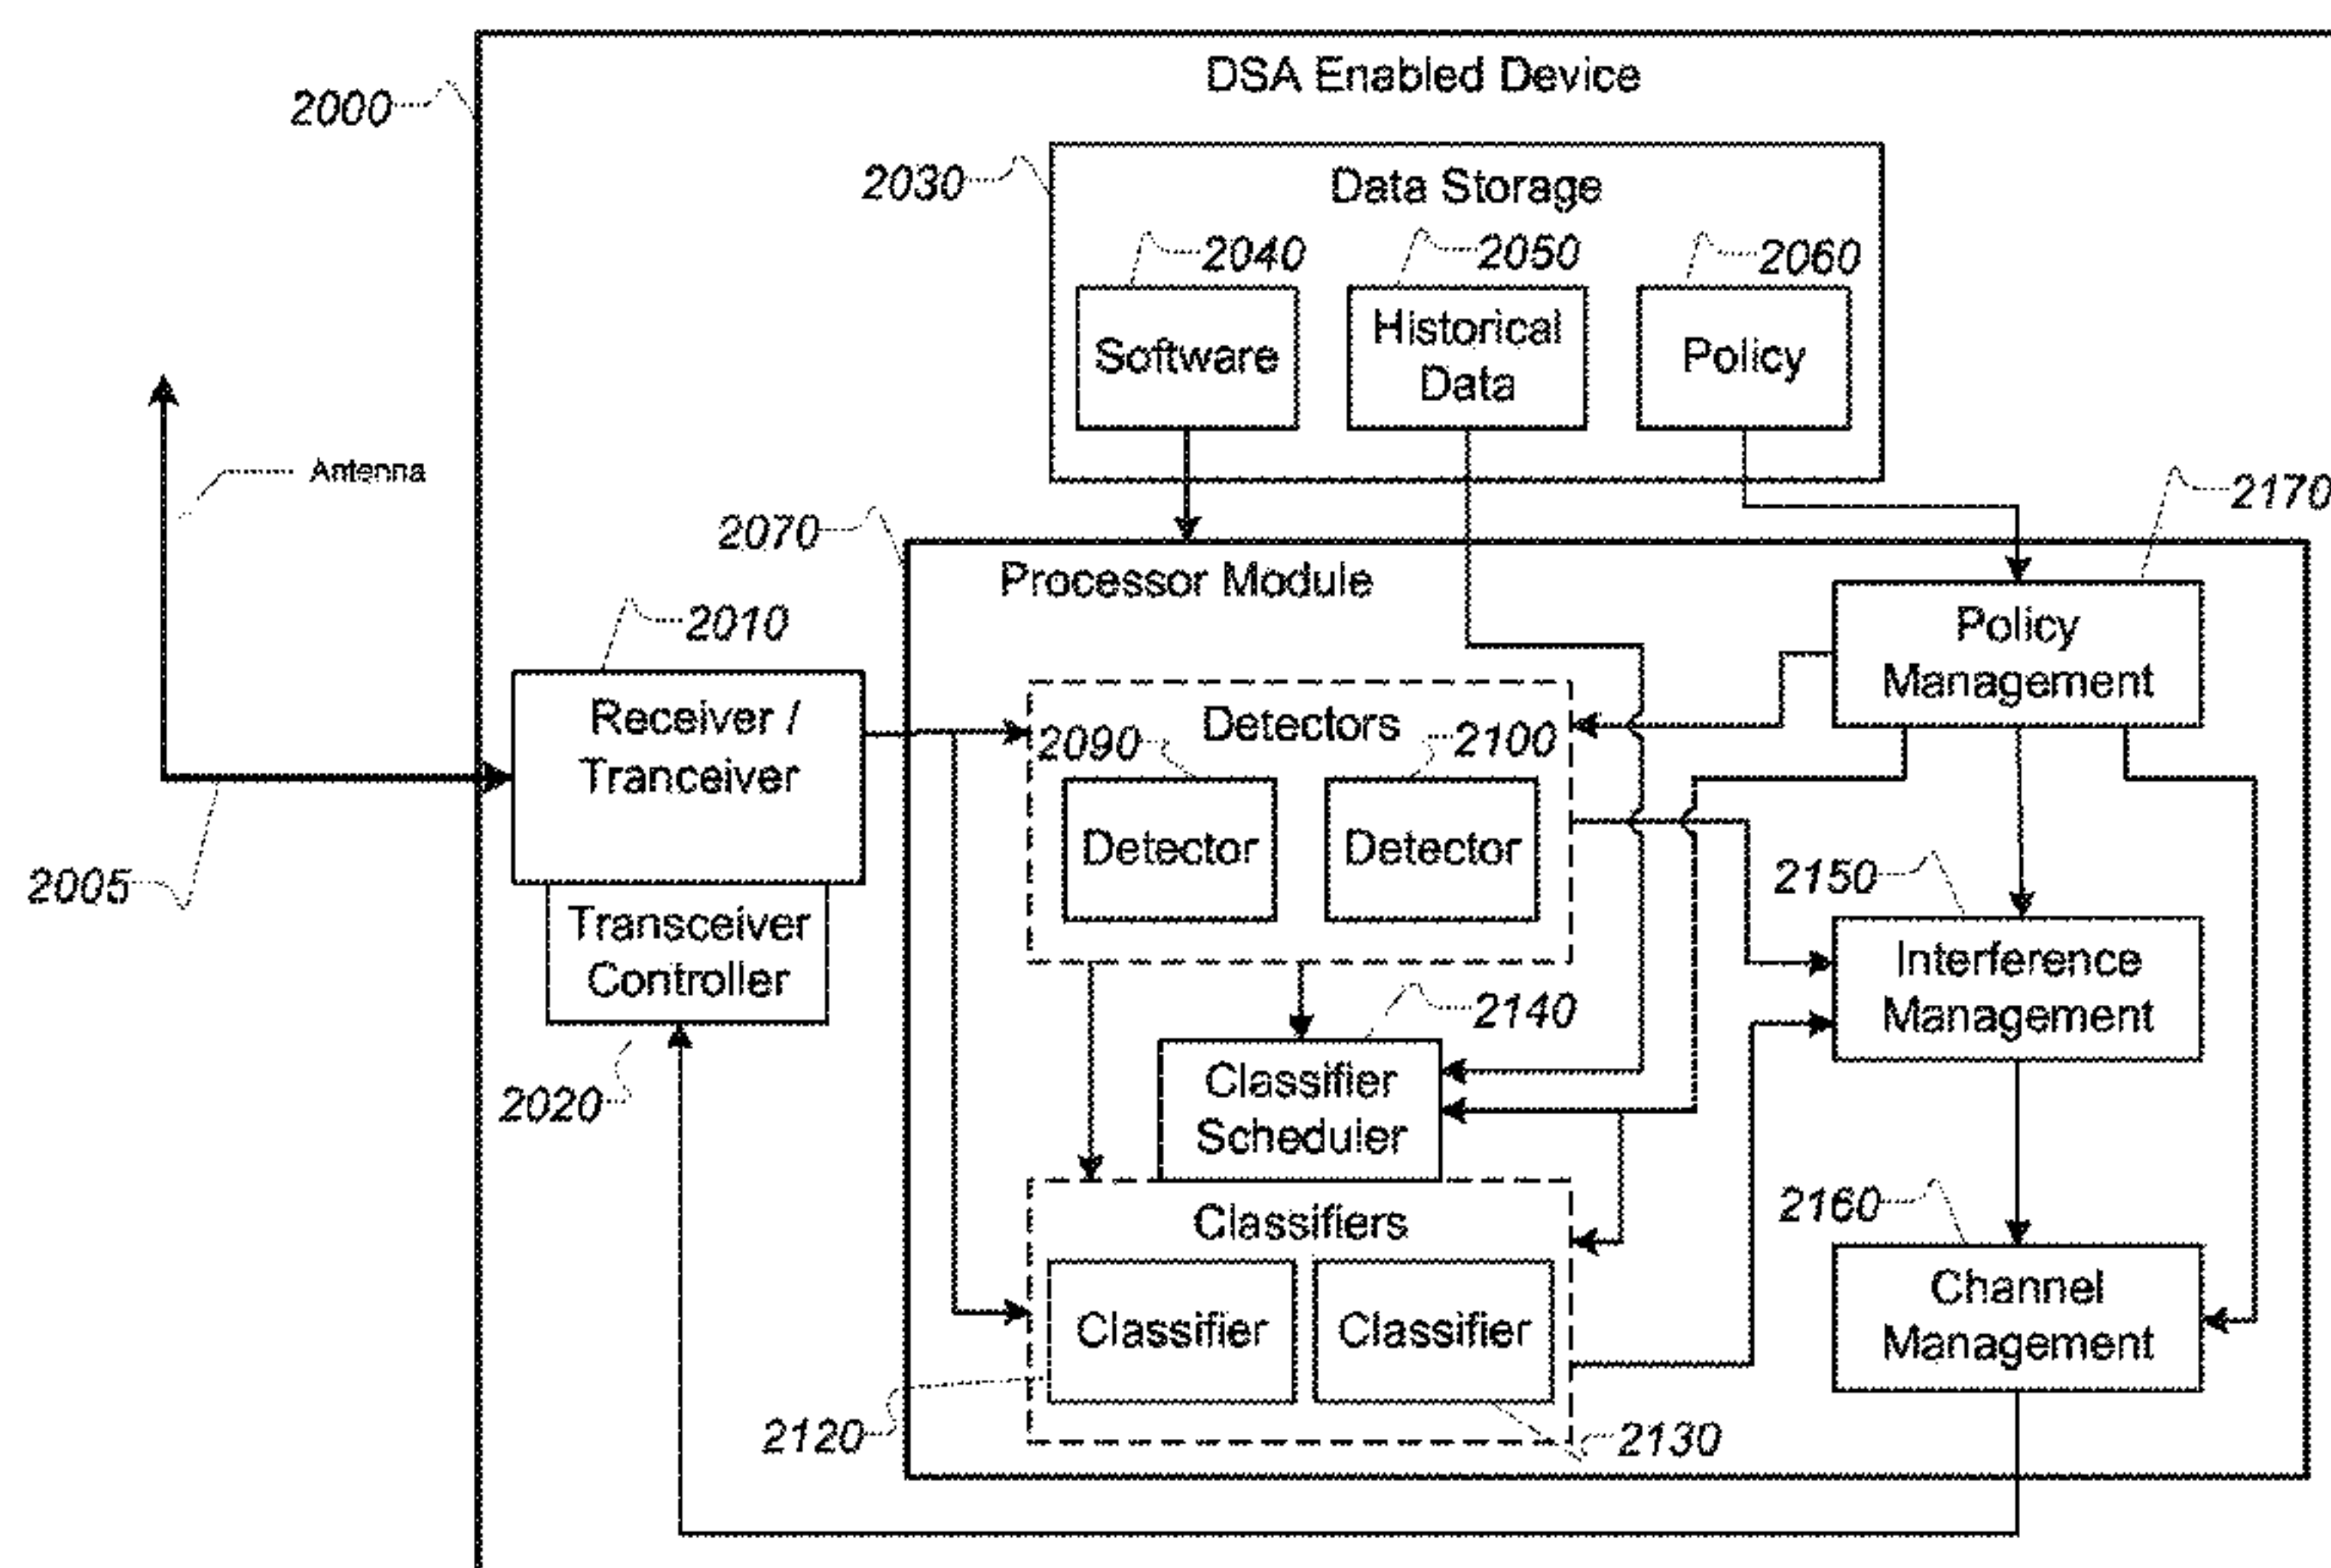 DSA Enabled Device
2000
2030
Data Storage
2040
2050
2060
Software
Historical
Data
Policy
Antenna
2070
2170
Processor Module
2010
Policy
Management
Receiver /
Tranceiver
Detectors
2090
2100
Detector
Detector
2005
2150
Transceiver
Controller
Interference
Management
2140
2020
Classifier
Scheduler
2160
Classifiers
Channel
Management
Classifier
Classifier
2120
2130